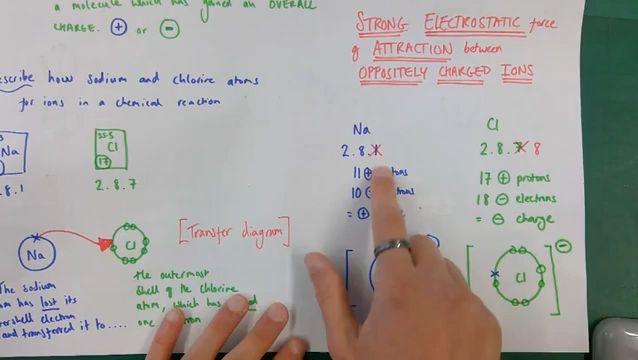 a molecule which has gained an OVERALL
CHARGE. + or -
STRONG ELECTROSTATIC force
of ATTRACTION between
OPPOSITELY CHARGED IONS
escribe how sodium and chlorine atoms
for ions in a chemical reaction
Na
2.8.1
35.5
Cl
17
2.8.7
Na
2.8.1
11 + protons
10 -
= +
Cl
2.8.7 8
17 + protons
18 - electrons
= - charge
Na
Cl
[Transfer diagram]
The sodium
has lost its
electron
and transferred it to....
the outermost
shell of the chlorine
atom, which has
one
Cl
-